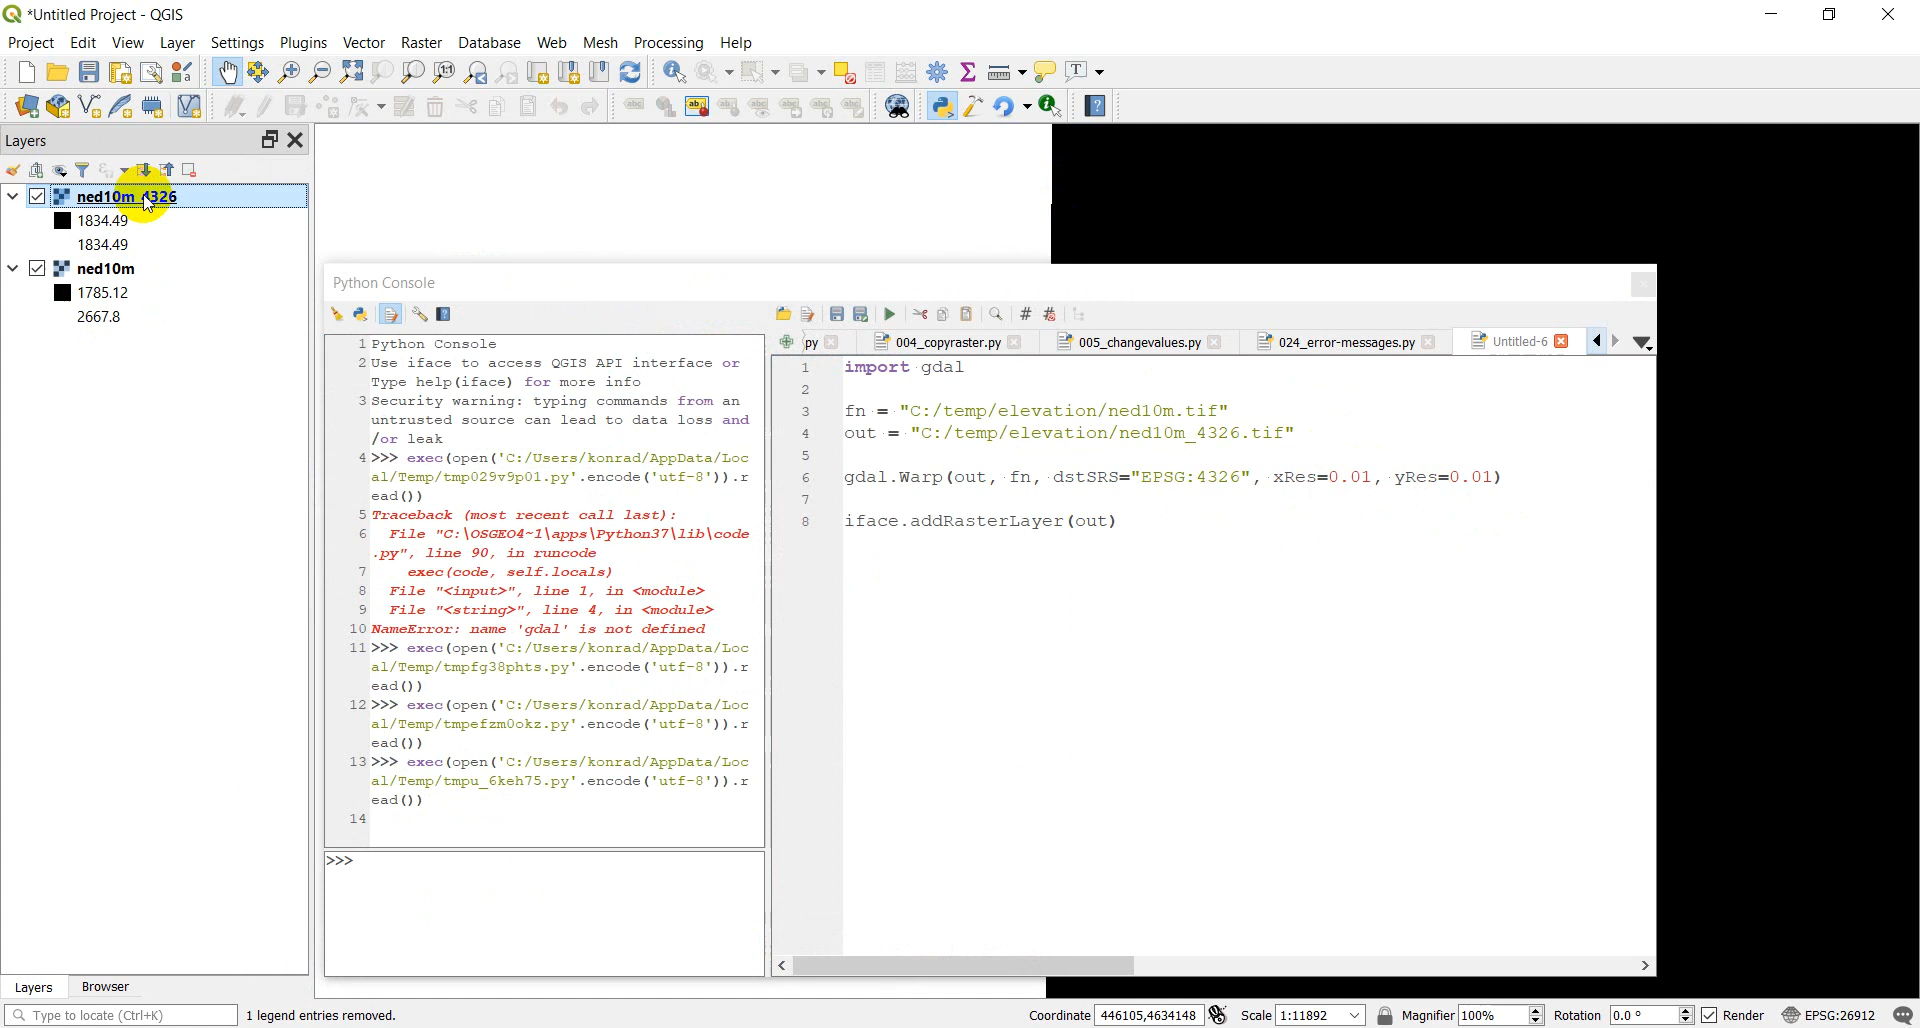 *Untitled Project - QGIS
Project Edit View Layer Settings Plugins Vector Raster Database Web Mesh Processing Help
Layers
ned10m_4326
1834.49
1834.49
ned10m
1785.12
2667.8
Python Console
1 Python Console
2 Use iface to access QGIS API interface or
Type help(iface) for more info
3 Security warning: typing commands from an
untrusted source can lead to data loss and
/or leak
4 >>> exec(open('C:/Users/konrad/AppData/Loc
al/Temp/tmp029v9p01.py'.encode('utf-8')).r
ead())
5 Traceback (most recent call last):
6 File "C:\OSGEO4~1\apps\Python37\lib\code
.py", line 90, in runcode
7 exec(code, self.locals)
8 File "<input>", line 1, in <module>
9 File "<string>", line 4, in <module>
10 NameError: name 'gdal' is not defined
11 >>> exec(open('C:/Users/konrad/AppData/Loc
al/Temp/tmpfg38phts.py'.encode('utf-8')).r
ead())
12 >>> exec(open('C:/Users/konrad/AppData/Loc
al/Temp/tmpefzm0okz.py'.encode('utf-8')).r
ead())
13 >>> exec(open('C:/Users/konrad/AppData/Loc
al/Temp/tmpu_6keh75.py'.encode('utf-8')).r
ead())
14
>>>
py 004_copyraster.py 005_changevalues.py 024_error-messages.py Untitled-6
1 import gdal
2
3 fn = "C:/temp/elevation/ned10m.tif"
4 out = "C:/temp/elevation/ned10m_4326.tif"
5
6 gdal.Warp(out, fn, dstSRS="EPSG:4326", xRes=0.01, yRes=0.01)
7
8 iface.addRasterLayer(out)
Layers Browser
Type to locate (Ctrl+K) 1 legend entries removed. Coordinate 446105,4634148 Scale 1:11892 Magnifier 100% Rotation 0.0 ° Render EPSG:26912